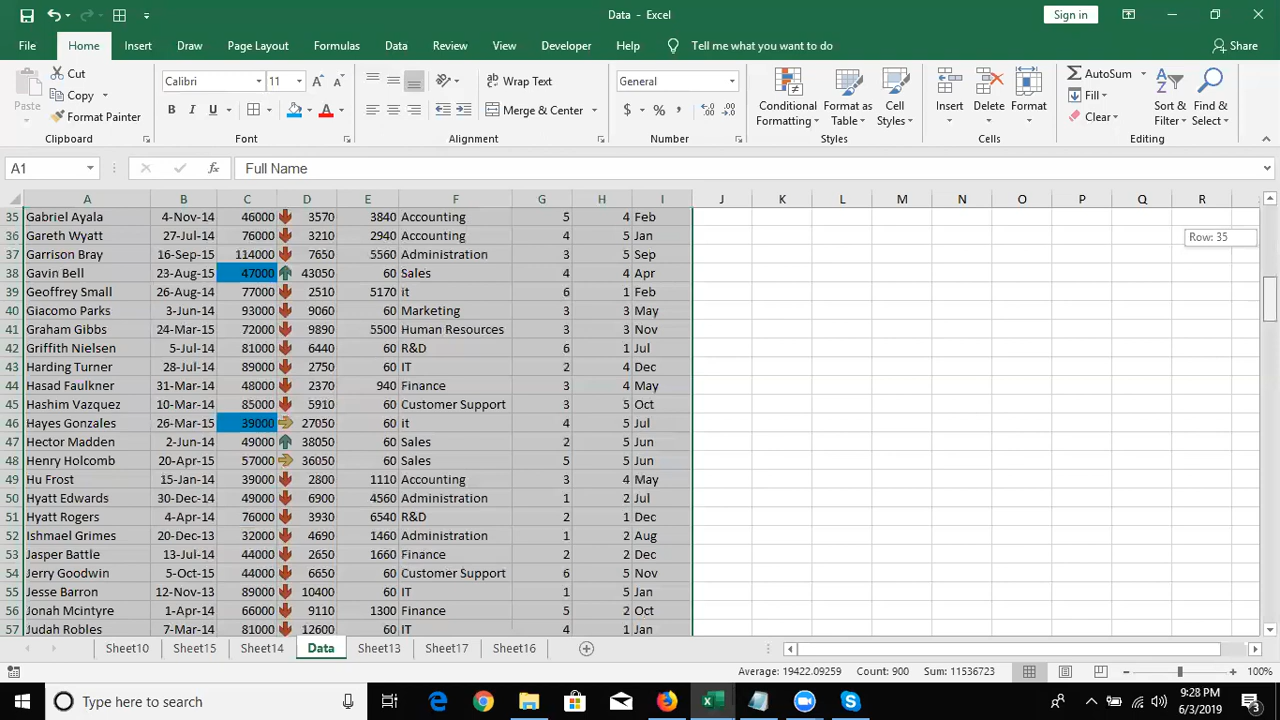 Data - Excel
Sign in
File Home Insert Draw Page Layout Formulas Data Review View Developer Help Tell me what you want to do Share
Paste
Cut
Copy
Format Painter
Clipboard
Calibri 11
B I U
Font
Wrap Text
Merge & Center
Alignment
General
$ % ,
Number
Conditional Formatting
Format as Table
Cell Styles
Styles
Insert Delete Format
Cells
AutoSum
Fill
Clear
Sort & Filter
Find & Select
Editing
A1 fx Full Name
A B C D E F G H I J K L M N O P Q R
35 Gabriel Ayala 4-Nov-14 46000 3570 3840 Accounting 5 4 Feb
Row: 35
36 Gareth Wyatt 27-Jul-14 76000 3210 2940 Accounting 4 5 Jan
37 Garrison Bray 16-Sep-15 114000 7650 5560 Administration 3 5 Sep
38 Gavin Bell 23-Aug-15 47000 43050 60 Sales 4 4 Apr
39 Geoffrey Small 26-Aug-14 77000 2510 5170 it 6 1 Feb
40 Giacomo Parks 3-Jun-14 93000 9060 60 Marketing 3 3 May
41 Graham Gibbs 24-Mar-15 72000 9890 5500 Human Resources 3 3 Nov
42 Griffith Nielsen 5-Jul-14 81000 6440 60 R&D 6 1 Jul
43 Harding Turner 28-Jul-14 89000 2750 60 IT 2 4 Dec
44 Hasad Faulkner 31-Mar-14 48000 2370 940 Finance 3 4 May
45 Hashim Vazquez 10-Mar-14 85000 5910 60 Customer Support 3 5 Oct
46 Hayes Gonzales 26-Mar-15 39000 27050 60 it 4 5 Jul
47 Hector Madden 2-Jun-14 49000 38050 60 Sales 2 5 Jun
48 Henry Holcomb 20-Apr-15 57000 36050 60 Sales 5 5 Jun
49 Hu Frost 15-Jan-14 39000 2800 1110 Accounting 3 4 May
50 Hyatt Edwards 30-Dec-14 49000 6900 4560 Administration 1 2 Jul
51 Hyatt Rogers 4-Apr-14 76000 3930 6540 R&D 2 1 Dec
52 Ishmael Grimes 20-Dec-13 32000 4690 1460 Administration 1 2 Aug
53 Jasper Battle 13-Jul-14 44000 2650 1660 Finance 2 2 Dec
54 Jerry Goodwin 5-Oct-15 44000 6650 60 Customer Support 6 5 Nov
55 Jesse Barron 12-Nov-13 89000 10400 60 IT 1 5 Jan
56 Jonah Mcintyre 1-Apr-14 66000 9110 1300 Finance 5 2 Oct
57 Judah Robles 7-Mar-14 81000 12600 60 IT 4 1 Jan
Sheet10 Sheet15 Sheet14 Data Sheet13 Sheet17 Sheet16
Average: 19422.09259 Count: 900 Sum: 11536723 100%
Type here to search
9:28 PM
6/3/2019
3